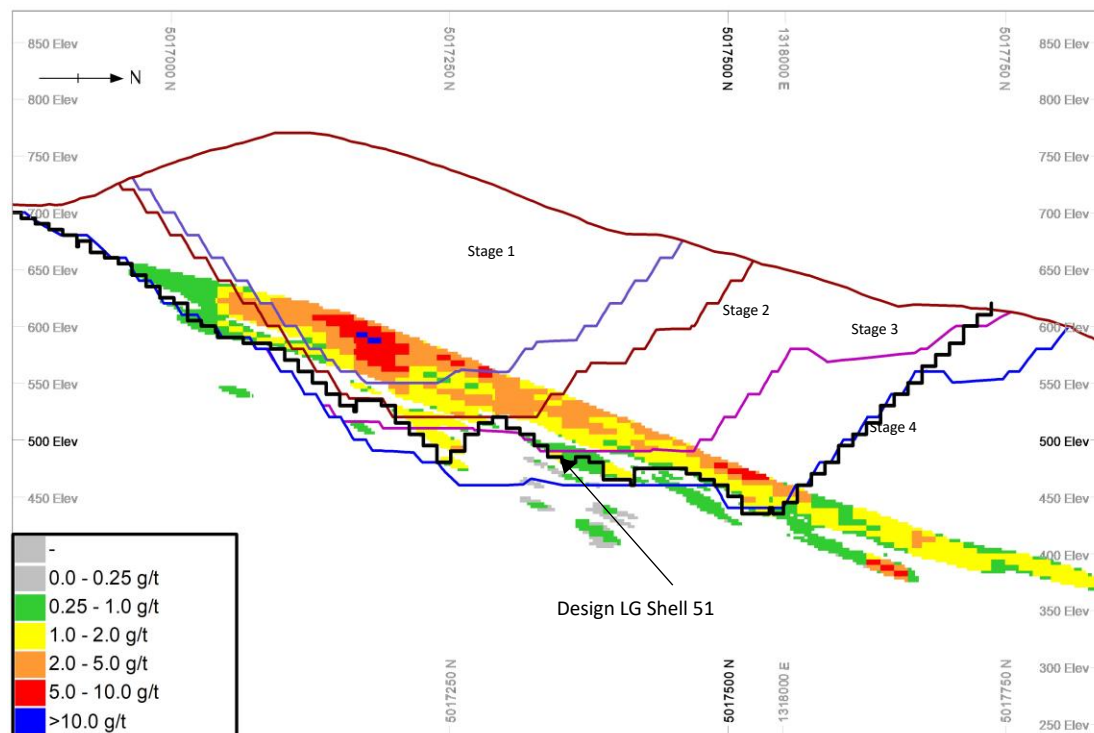 5017000 N
5017250 N
5017500 N
1318000 E
5017750 N
850 Elev
850 Elev
N
800 Elev
800 Elev
750 Elev
750 Elev
700 Elev
700 Elev
Stage 1
650 Elev
650 Elev
Stage 2
Stage 3
600 Elev
600 Elev
550 Elev
550 Elev
Stage 4
500 Elev
500 Elev
450 Elev
450 Elev
400 Elev
350 Elev
300 Elev
250 Elev
Design LG Shell 51
-
0.0 - 0.25 g/t
0.25 - 1.0 g/t
1.0 - 2.0 g/t
2.0 - 5.0 g/t
5.0 - 10.0 g/t
>10.0 g/t
5017250 N
5017500 N
1318000 E
5017750 N